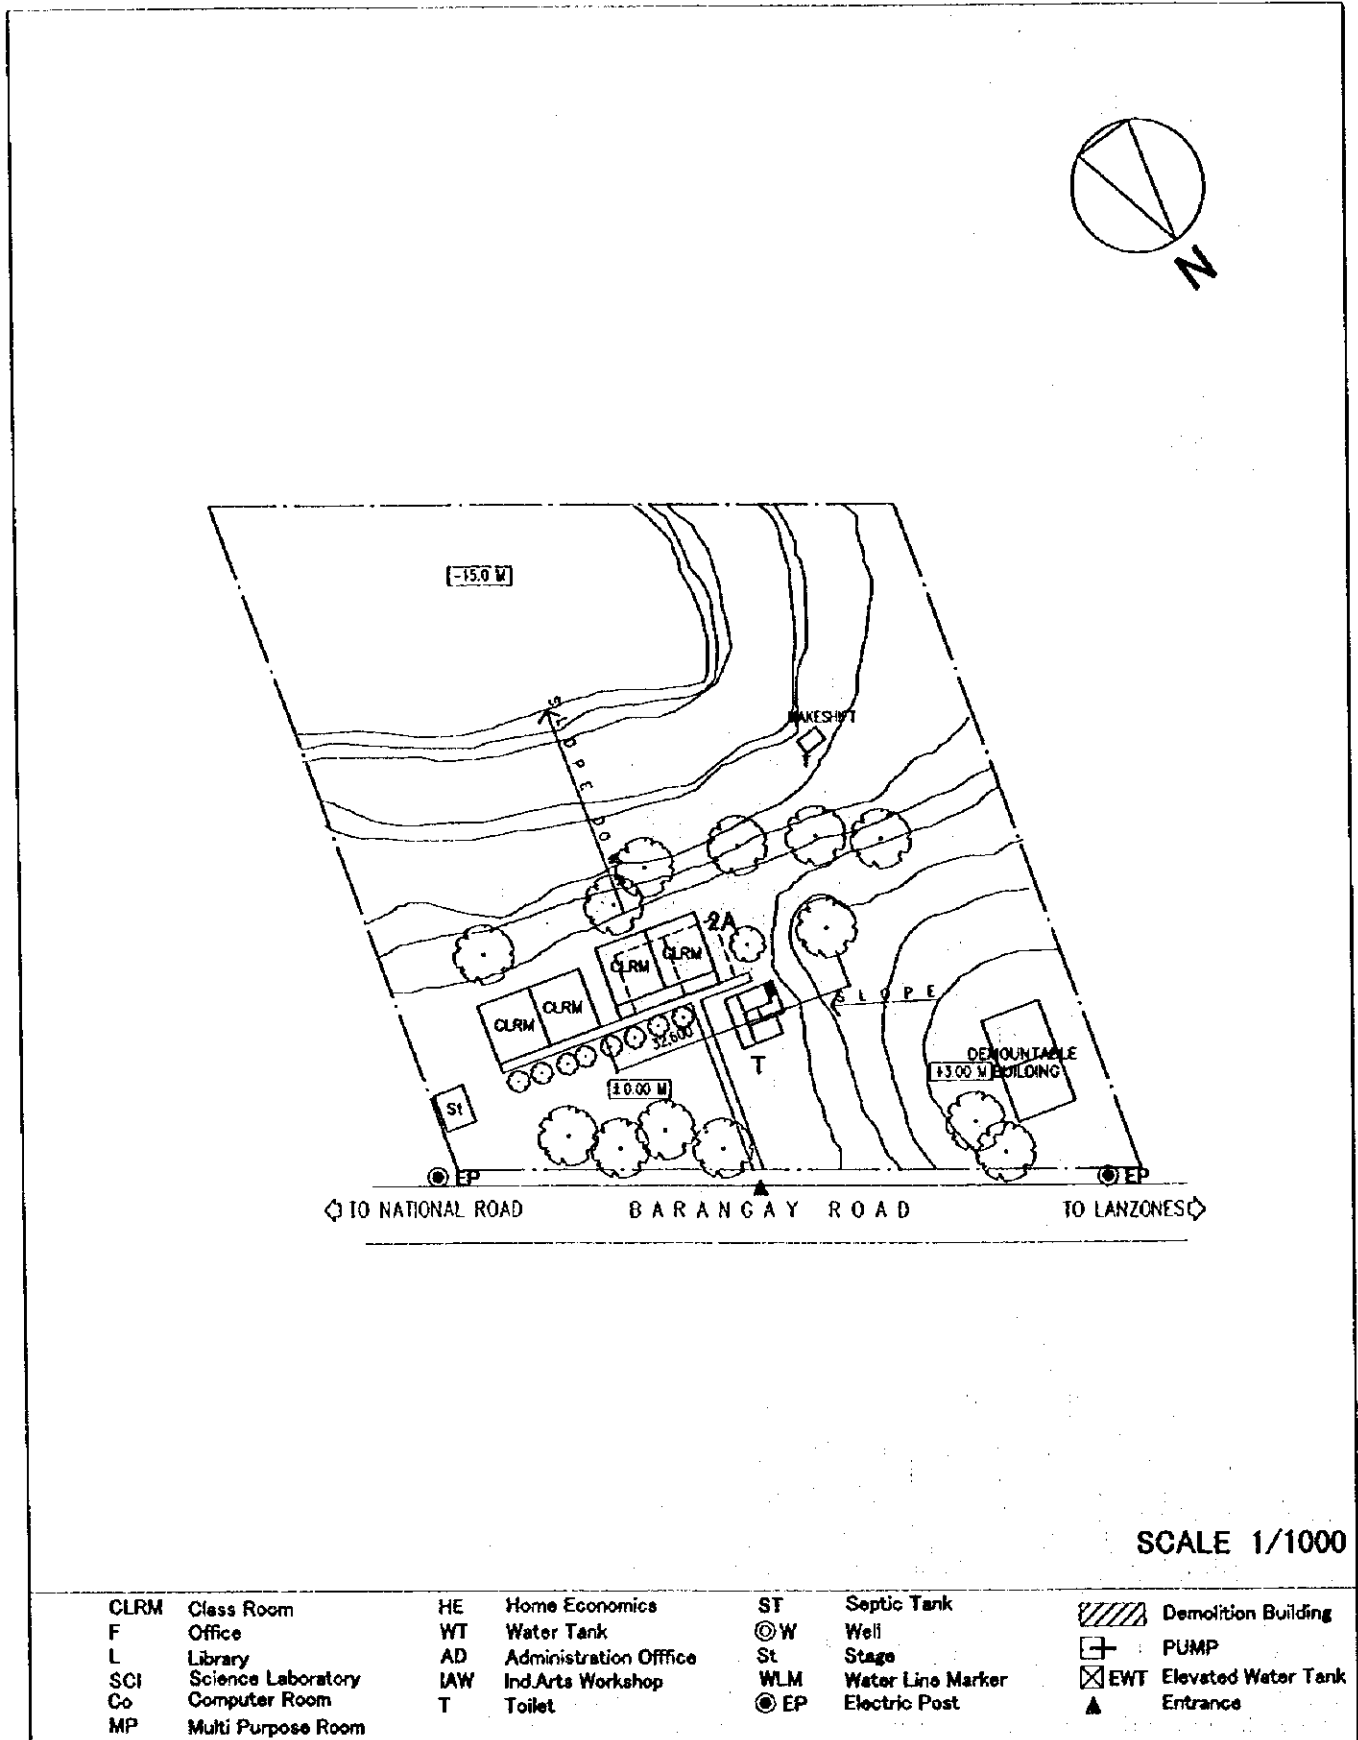 N
[-15.0 M]
SLOPE DOWN
MAKESHIFT
T
2A
CLRM
CLRM
CLRM
CLRM
SLOPE
32.600
DEMOUNTABLE
BUILDING
+3.00 M
T
±0.00 M
St
EP
EP
TO NATIONAL ROAD
BARANGAY ROAD
TO LANZONES
SCALE 1/1000
CLRM Class Room
F Office
L Library
SCI Science Laboratory
Co Computer Room
MP Multi Purpose Room
HE Home Economics
WT Water Tank
AD Administration Offfice
IAW Ind.Arts Workshop
T Toilet
ST Septic Tank
W Well
St Stage
WLM Water Line Marker
EP Electric Post
Demolition Building
PUMP
EWT Elevated Water Tank
Entrance